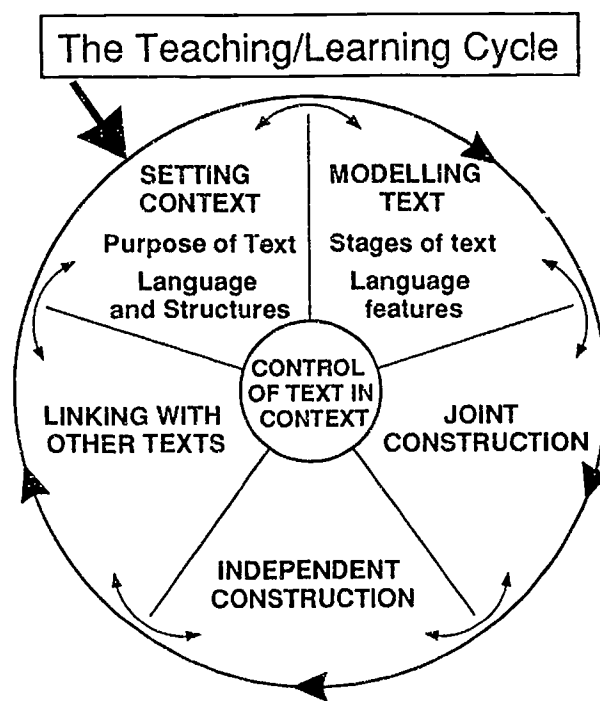 The Teaching/Learning Cycle
SETTING
CONTEXT
Purpose of Text
Language
and Structures
MODELLING
TEXT
Stages of text
Language
features
CONTROL
OF TEXT IN
CONTEXT
LINKING WITH
OTHER TEXTS
JOINT
CONSTRUCTION
INDEPENDENT
CONSTRUCTION